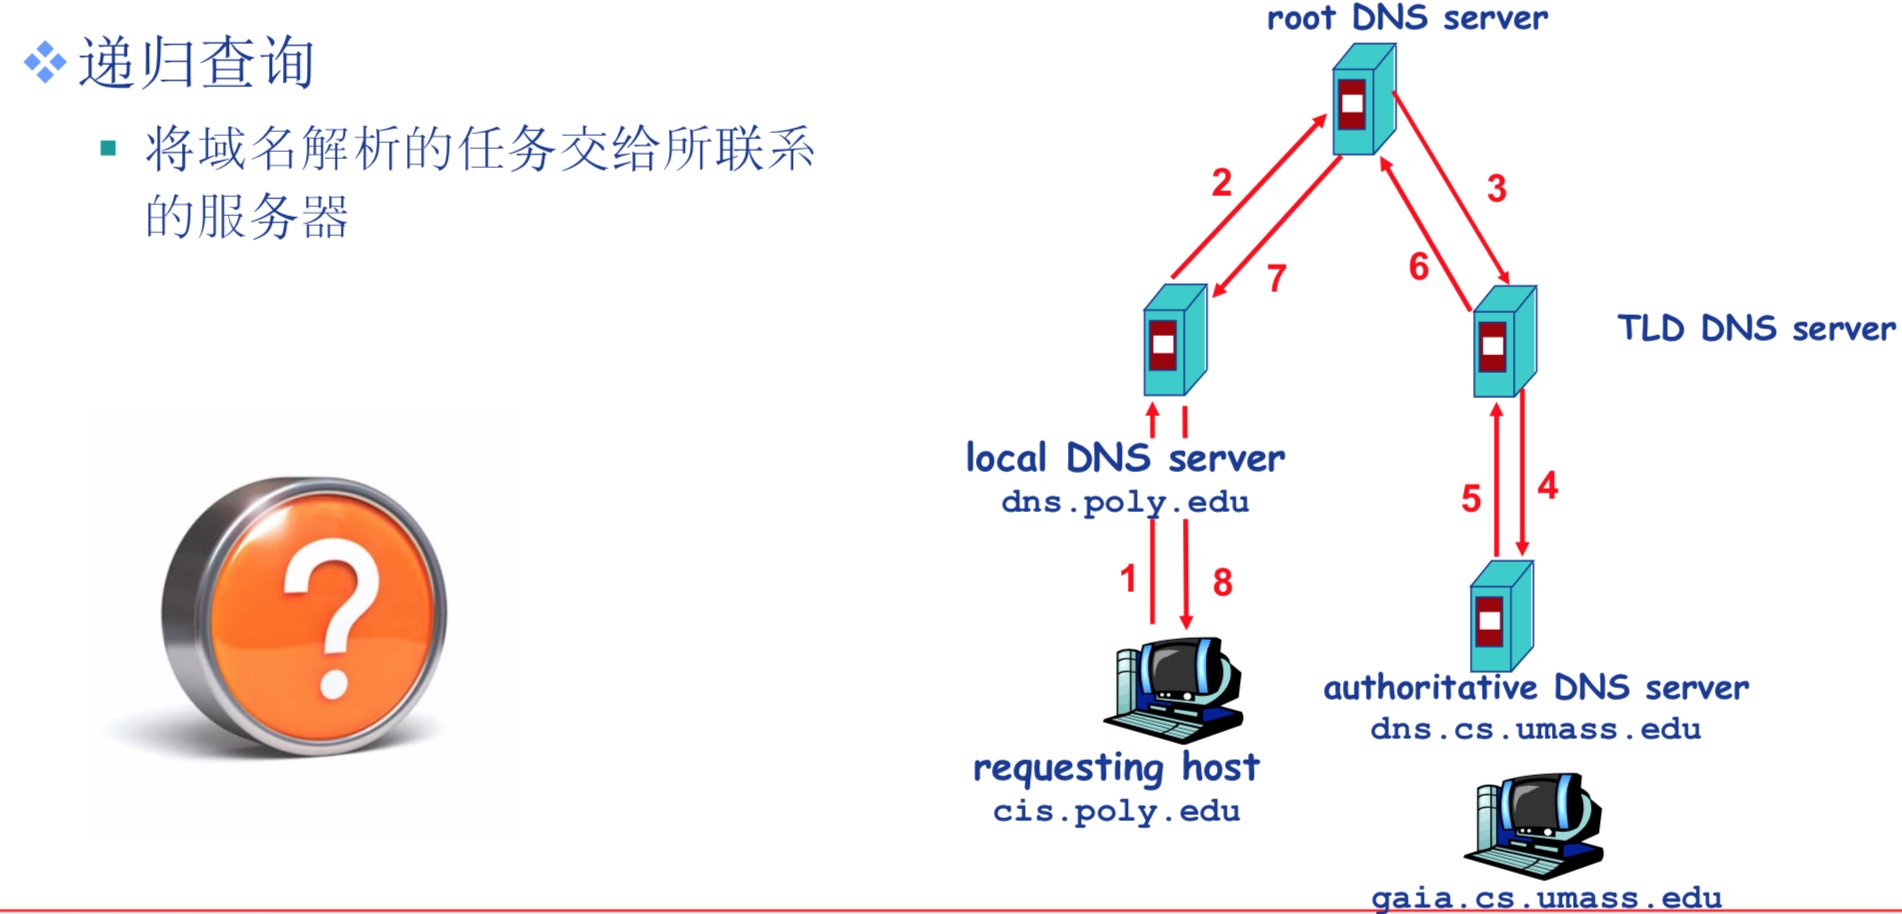 递归查询
将域名解析的任务交给所联系
的服务器
root DNS server
2
3
7
6
TLD DNS server
local DNS server
dns.poly.edu
5
4
1
8
authoritative DNS server
dns.cs.umass.edu
requesting host
cis.poly.edu
gaia.cs.umass.edu
?